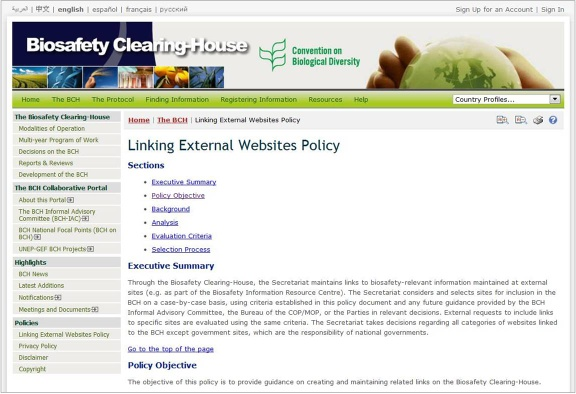 العربية | 中文 | english | español | français | русский
Sign Up for an Account | Sign In
Biosafety Clearing-House
Convention on
Biological Diversity
Home The BCH The Protocol Finding Information Registering Information Resources Help
Country Profiles...
The Biosafety Clearing-House
Modalities of Operation
Multi-year Program of Work
Decisions on the BCH
Reports & Reviews
Development of the BCH
The BCH Collaborative Portal
About this Portal
The BCH Informal Advisory
Committee (BCH-IAC)
BCH National Focal Points (BCH on
BCH)
UNEP-GEF BCH Projects
Highlights
BCH News
Latest Additions
Notifications
Meetings and Documents
Policies
Linking External Websites Policy
Privacy Policy
Disclaimer
Copyright
Home | The BCH | Linking External Websites Policy
Linking External Websites Policy
Sections
• Executive Summary
• Policy Objective
• Background
• Analysis
• Evaluation Criteria
• Selection Process
Executive Summary
Through the Biosafety Clearing-House, the Secretariat maintains links to biosafety-relevant information maintained at external
sites (e.g. as part of the Biosafety Information Resource Centre). The Secretariat considers and selects sites for inclusion in the
BCH on a case-by-case basis, using criteria established in this policy document and any future guidance provided by the BCH
Informal Advisory Committee, the Bureau of the COP/MOP, or the Parties in relevant decisions. External requests to include links
to specific sites are evaluated using the same criteria. The Secretariat takes decisions regarding all categories of websites linked
to the BCH except government sites, which are the responsibility of national governments.
Go to the top of the page
Policy Objective
The objective of this policy is to provide guidance on creating and maintaining related links on the Biosafety Clearing-House.